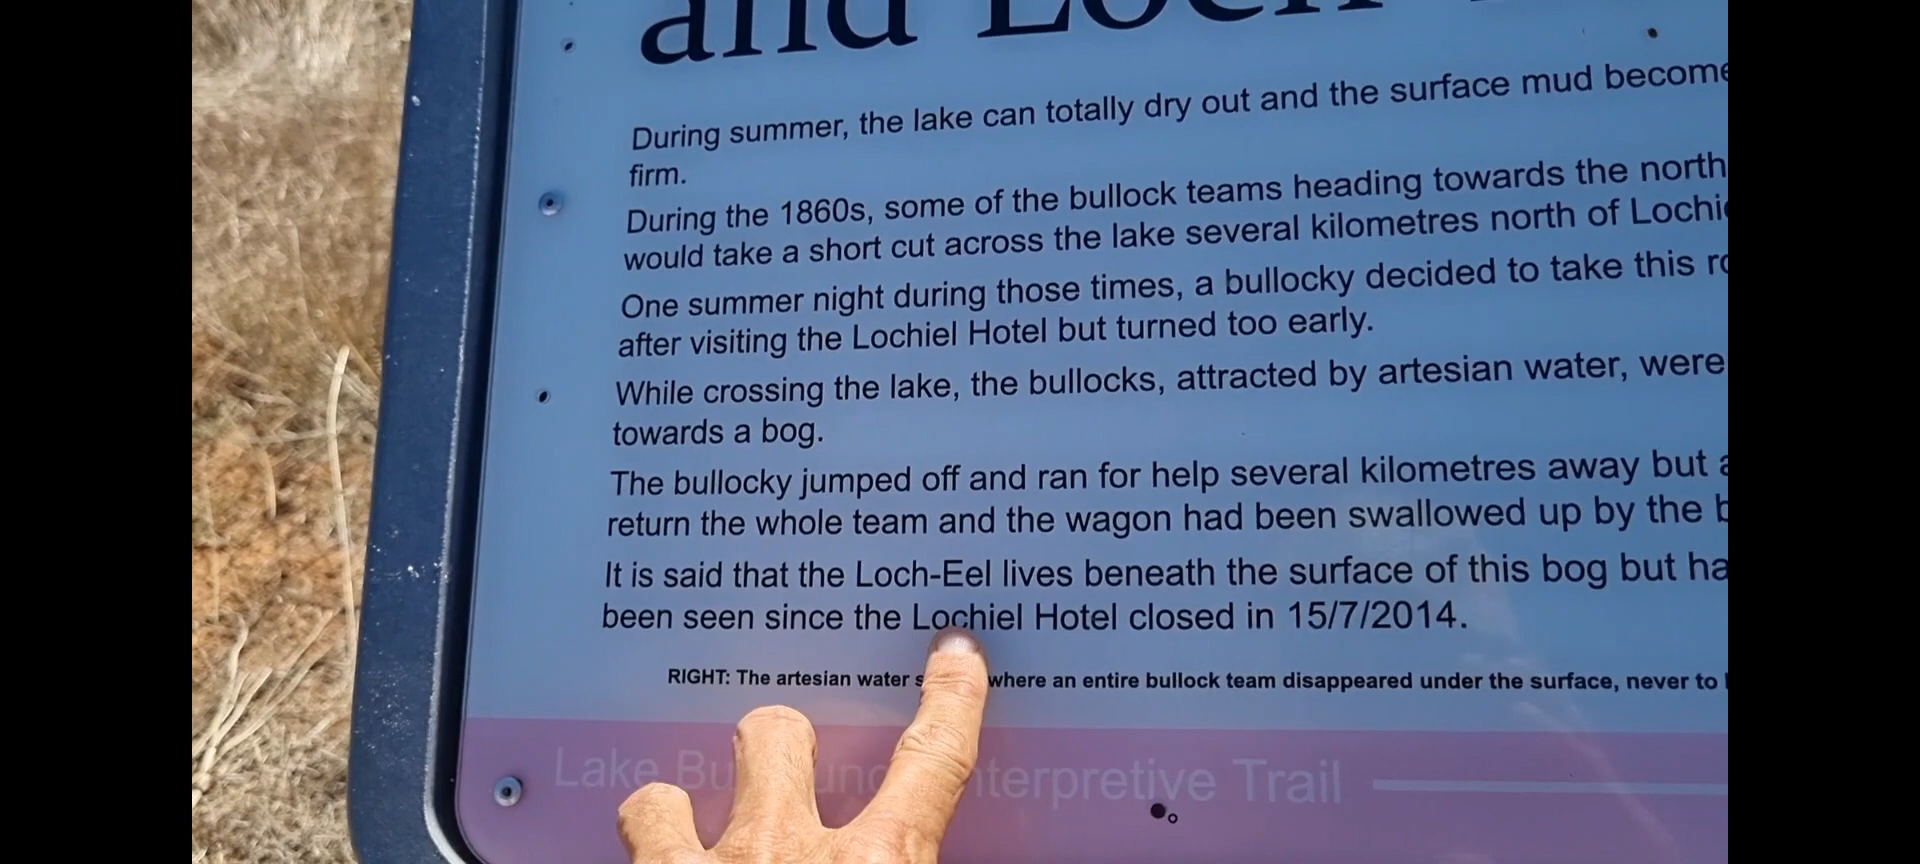 and Loch
During summer, the lake can totally dry out and the surface mud become
firm.
During the 1860s, some of the bullock teams heading towards the north
would take a short cut across the lake several kilometres north of Lochie
One summer night during those times, a bullocky decided to take this ro
after visiting the Lochiel Hotel but turned too early.
While crossing the lake, the bullocks, attracted by artesian water, were
towards a bog.
The bullocky jumped off and ran for help several kilometres away but a
return the whole team and the wagon had been swallowed up by the b
It is said that the Loch-Eel lives beneath the surface of this bog but ha
been seen since the Lochiel Hotel closed in 15/7/2014.
RIGHT: The artesian water where an entire bullock team disappeared under the surface, never to
Lake Bu nterpretive Trail